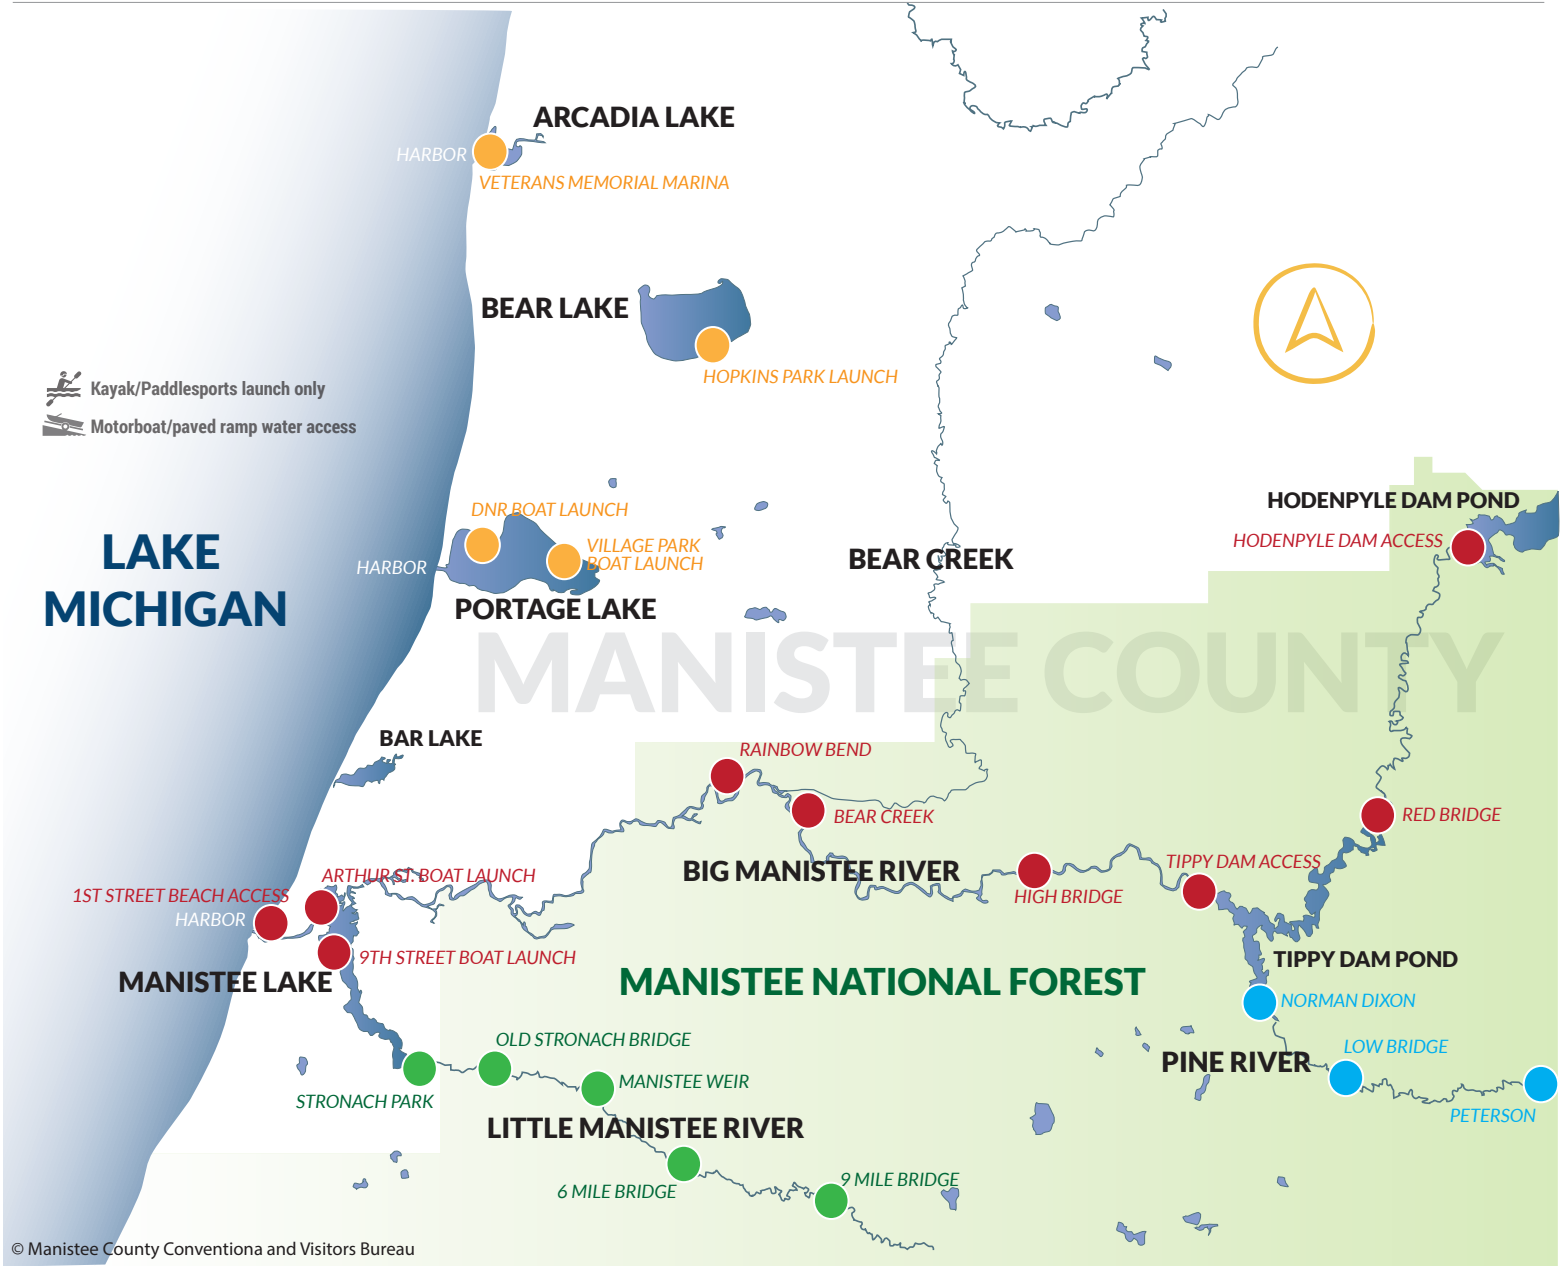 ARCADIA LAKE
HARBOR
VETERANS MEMORIAL MARINA
BEAR LAKE
HOPKINS PARK LAUNCH
Kayak/Paddlesports launch only
Motorboat/paved ramp water access
HODENPYLE DAM POND
DNR BOAT LAUNCH
HODENPYLE DAM ACCESS
LAKE
MICHIGAN
VILLAGE PARK
BOAT LAUNCH
HARBOR
BEAR CREEK
PORTAGE LAKE
MANISTEE COUNTY
BAR LAKE
RAINBOW BEND
BEAR CREEK
RED BRIDGE
BIG MANISTEE RIVER
TIPPY DAM ACCESS
ARTHUR ST. BOAT LAUNCH
1ST STREET BEACH ACCESS
HIGH BRIDGE
HARBOR
9TH STREET BOAT LAUNCH
TIPPY DAM POND
MANISTEE LAKE
MANISTEE NATIONAL FOREST
NORMAN DIXON
OLD STRONACH BRIDGE
LOW BRIDGE
PINE RIVER
MANISTEE WEIR
STRONACH PARK
PETERSON
LITTLE MANISTEE RIVER
9 MILE BRIDGE
6 MILE BRIDGE
© Manistee County Conventiona and Visitors Bureau